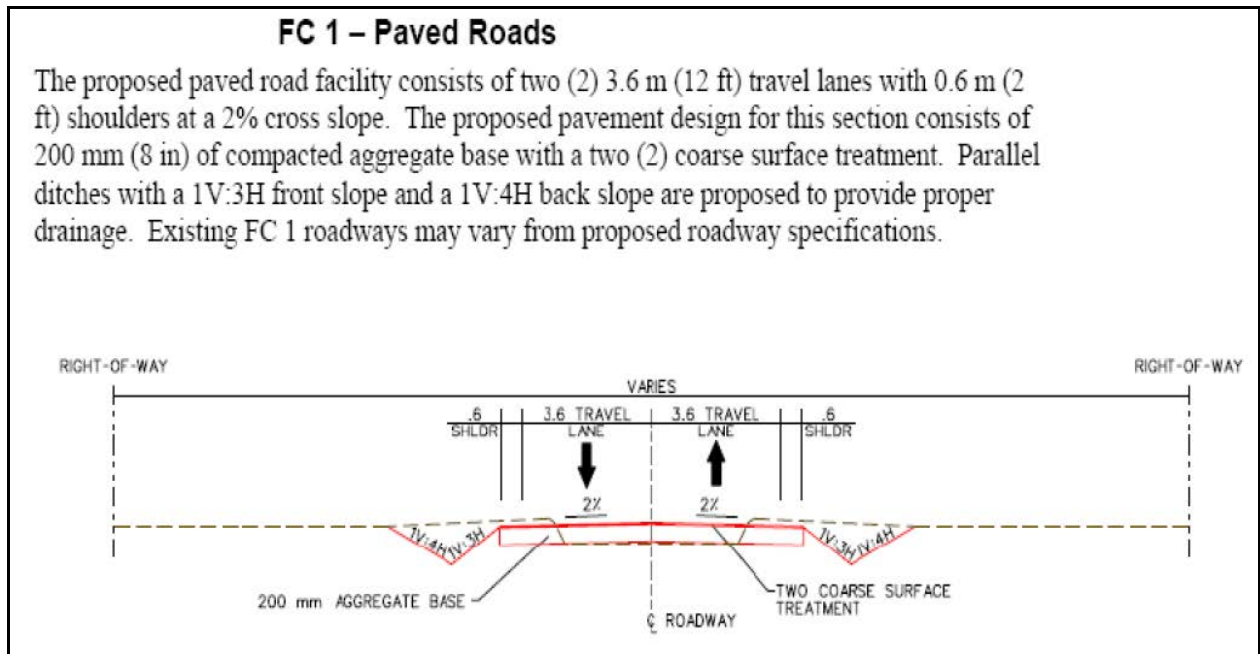 FC 1 – Paved Roads
The proposed paved road facility consists of two (2) 3.6 m (12 ft) travel lanes with 0.6 m (2
ft) shoulders at a 2% cross slope.  The proposed pavement design for this section consists of
200 mm (8 in) of compacted aggregate base with a two (2) coarse surface treatment.  Parallel
ditches with a 1V:3H front slope and a 1V:4H back slope are proposed to provide proper
drainage.  Existing FC 1 roadways may vary from proposed roadway specifications.
RIGHT-OF-WAY
RIGHT-OF-WAY
VARIES
.6
SHLDR
3.6 TRAVEL
LANE
3.6 TRAVEL
LANE
.6
SHLDR
2%
2%
1V:4H
1V:3H
1V:3H
1V:4H
200 mm AGGREGATE BASE
TWO COARSE SURFACE
TREATMENT
℄ ROADWAY